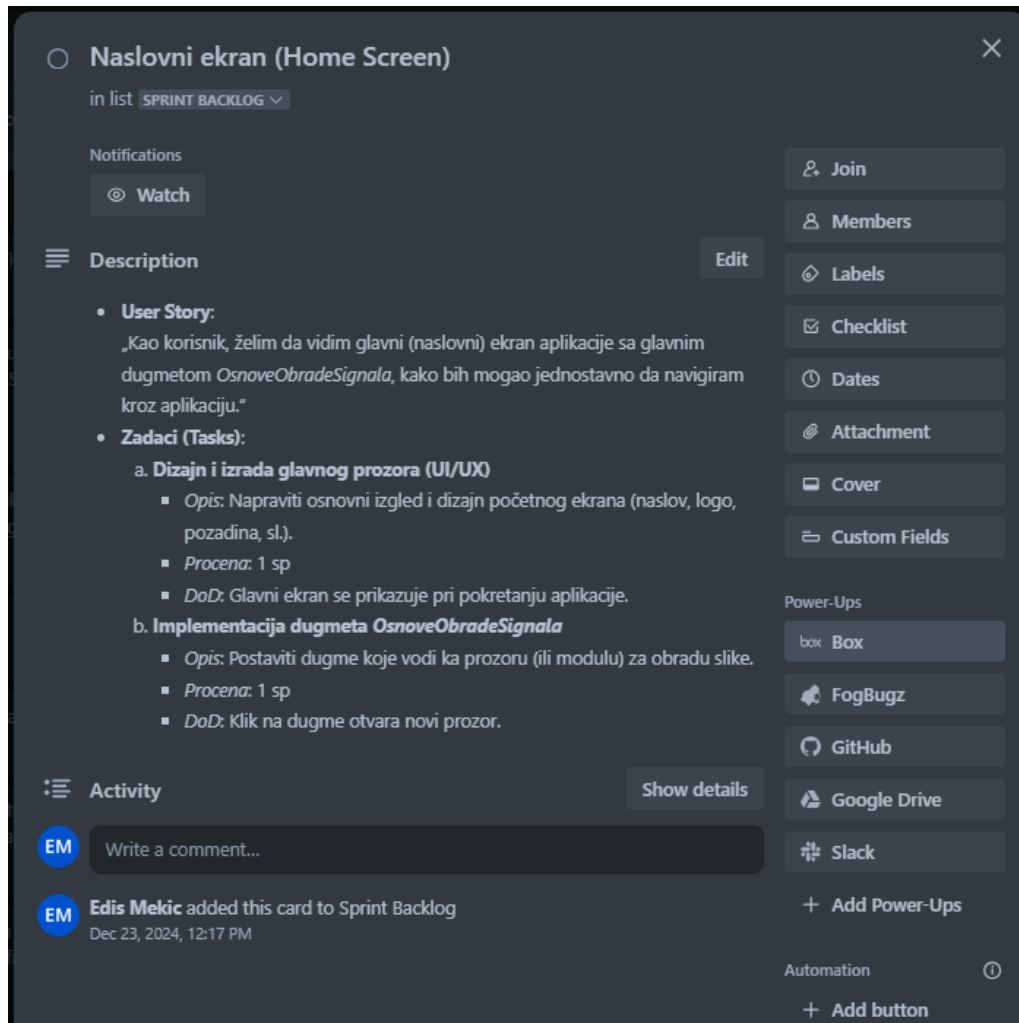 Naslovni ekran (Home Screen)
in list SPRINT BACKLOG
Notifications
Watch
Description
Edit
User Story:
„Kao korisnik, želim da vidim glavni (naslovni) ekran aplikacije sa glavnim
dugmetom OsnoveObradeSignala, kako bih mogao jednostavno da navigiram
kroz aplikaciju.“
Zadaci (Tasks):
a. Dizajn i izrada glavnog prozora (UI/UX)
Opis: Napraviti osnovni izgled i dizajn početnog ekrana (naslov, logo,
pozadina, sl.).
Procena: 1 sp
DoD: Glavni ekran se prikazuje pri pokretanju aplikacije.
b. Implementacija dugmeta OsnoveObradeSignala
Opis: Postaviti dugme koje vodi ka prozoru (ili modulu) za obradu slike.
Procena: 1 sp
DoD: Klik na dugme otvara novi prozor.
Activity
Show details
EM
Write a comment...
EM
Edis Mekic added this card to Sprint Backlog
Dec 23, 2024, 12:17 PM
Join
Members
Labels
Checklist
Dates
Attachment
Cover
Custom Fields
Power-Ups
box Box
FogBugz
GitHub
Google Drive
Slack
+ Add Power-Ups
Automation
+ Add button